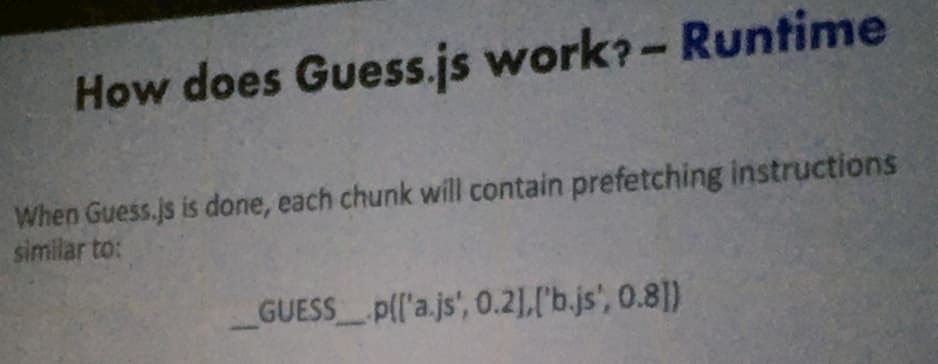 How does Guess.js work? – Runtime
When Guess.js is done, each chunk will contain prefetching instructions
similar to:
__GUESS__.p(['a.js', 0.2],['b.js', 0.8])